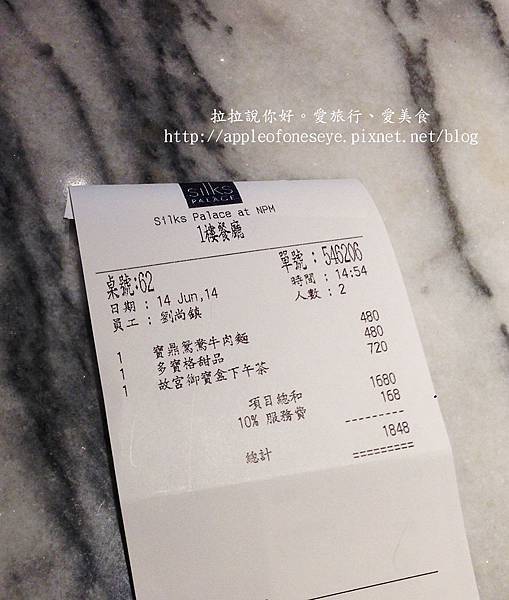 拉拉說你好。愛旅行、愛美食
http://appleofoneseye.pixnet.net/blog
silks
PALACE
Silks Palace at NPM
1樓餐廳
桌號:62 單號: 546206
日期 : 14 Jun,14 時間 : 14:54
員工 : 劉尚鎮 人數 : 2
1 寶鼎鴛鴦牛肉麵 480
1 多寶格甜品 480
1 故宮御寶盒下午茶 720
項目總和 1680
10% 服務費 168
---------
總計 1848
=========